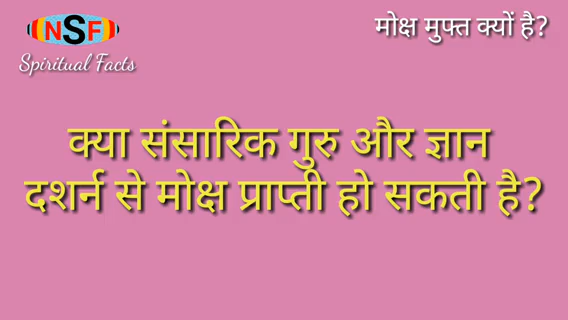 NSF
Spiritual Facts
मोक्ष मुफ्त क्यों है?
क्या संसारिक गुरु और ज्ञान
दशर्न से मोक्ष प्राप्ती हो सकती है?